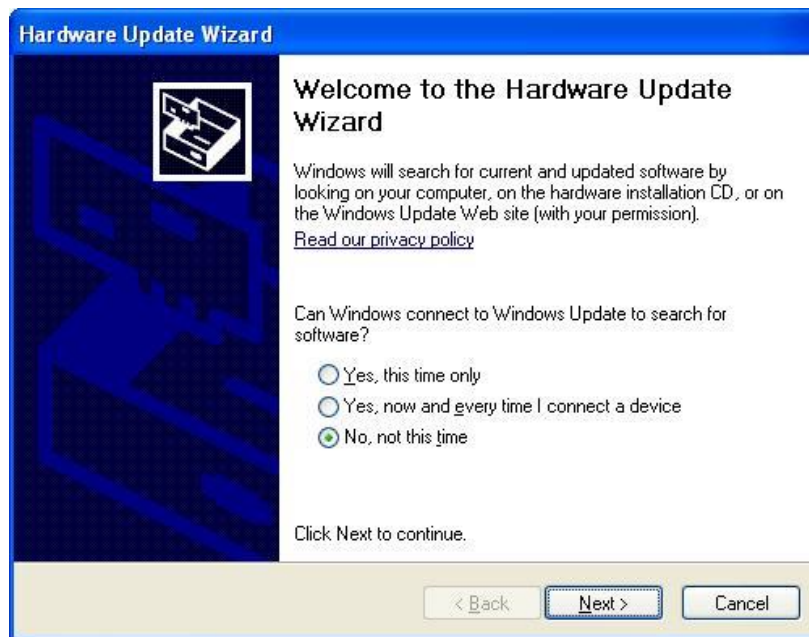 Hardware Update Wizard
Welcome to the Hardware Update
Wizard
Windows will search for current and updated software by
looking on your computer, on the hardware installation CD, or on
the Windows Update Web site (with your permission).
Read our privacy policy
Can Windows connect to Windows Update to search for
software?
Yes, this time only
Yes, now and every time I connect a device
No, not this time
Click Next to continue.
< Back Next > Cancel